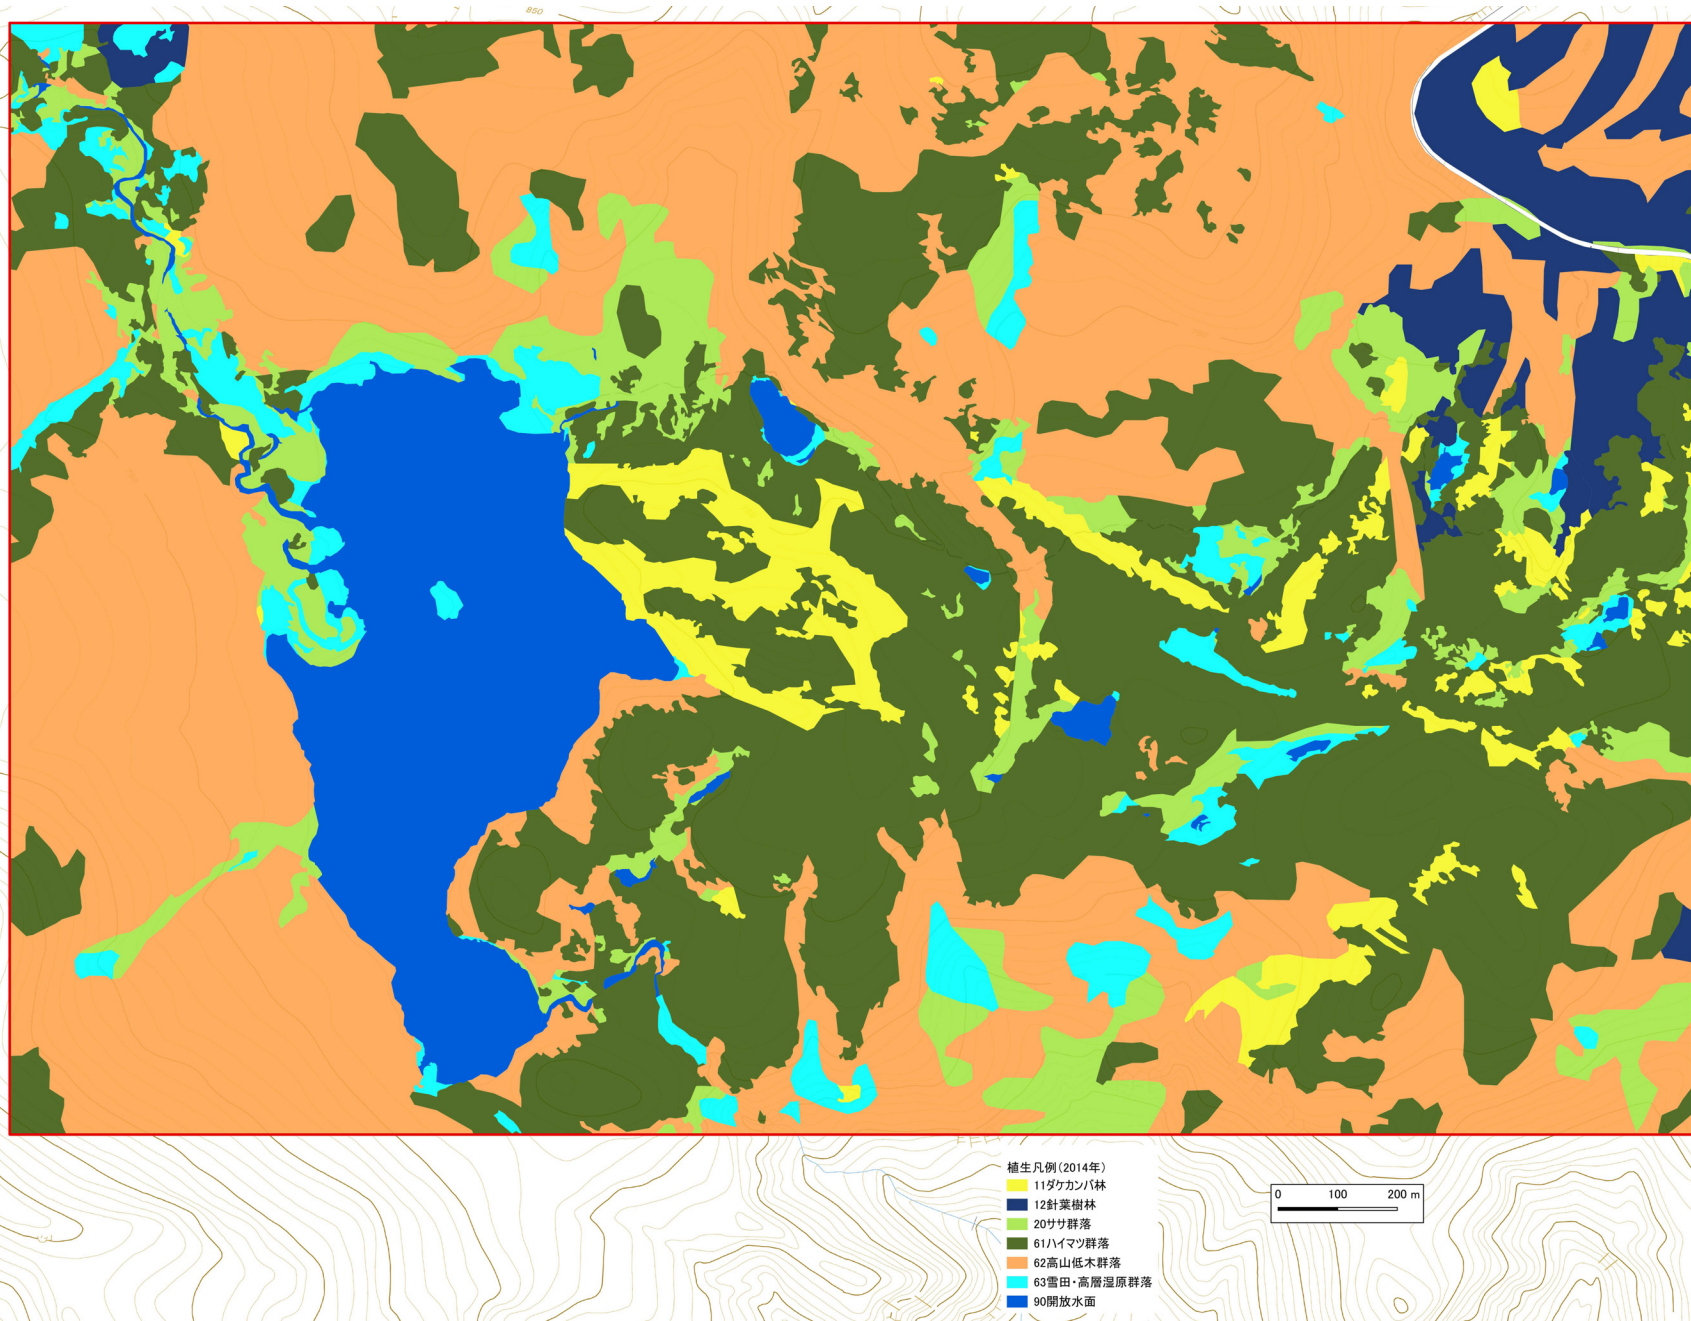 850
植生凡例(2014年)
11ダケカンバ林
12針葉樹林
20ササ群落
61ハイマツ群落
62高山低木群落
63雪田・高層湿原群落
90開放水面
0 100 200 m